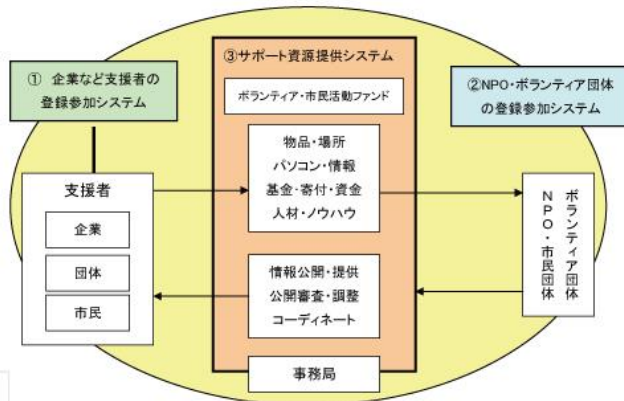 ③サポート資源提供システム
① 企業など支援者の
登録参加システム
②NPO・ボランティア団体
の登録参加システム
ボランティア・市民活動ファンド
物品・場所
パソコン・情報
基金・寄付・資金
人材・ノウハウ
支援者
企業
団体
市民
ボランティア団体
NPO・市民団体
情報公開・提供
公開審査・調整
コーディネート
事務局